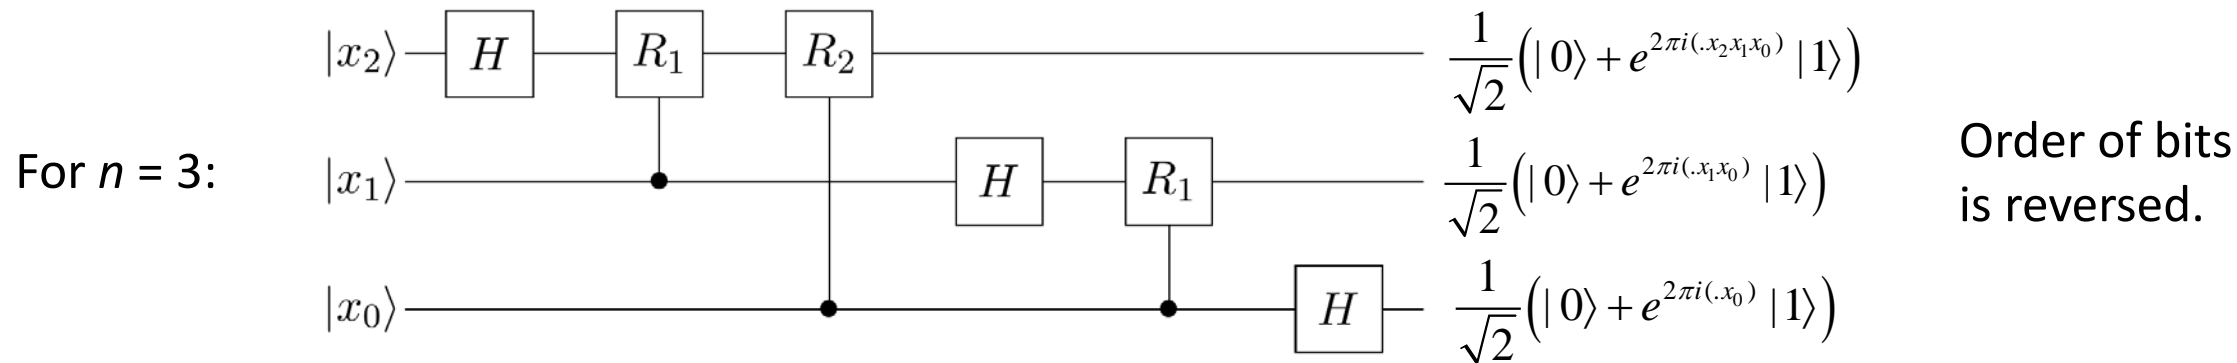 For n = 3:
|x₂⟩ H R₁ R₂ 1/√2(|0⟩ + e^{2πi(.x₂x₁x₀)} |1⟩)
|x₁⟩ H R₁ 1/√2(|0⟩ + e^{2πi(.x₁x₀)} |1⟩)
|x₀⟩ H 1/√2(|0⟩ + e^{2πi(.x₀)} |1⟩)
Order of bits
is reversed.